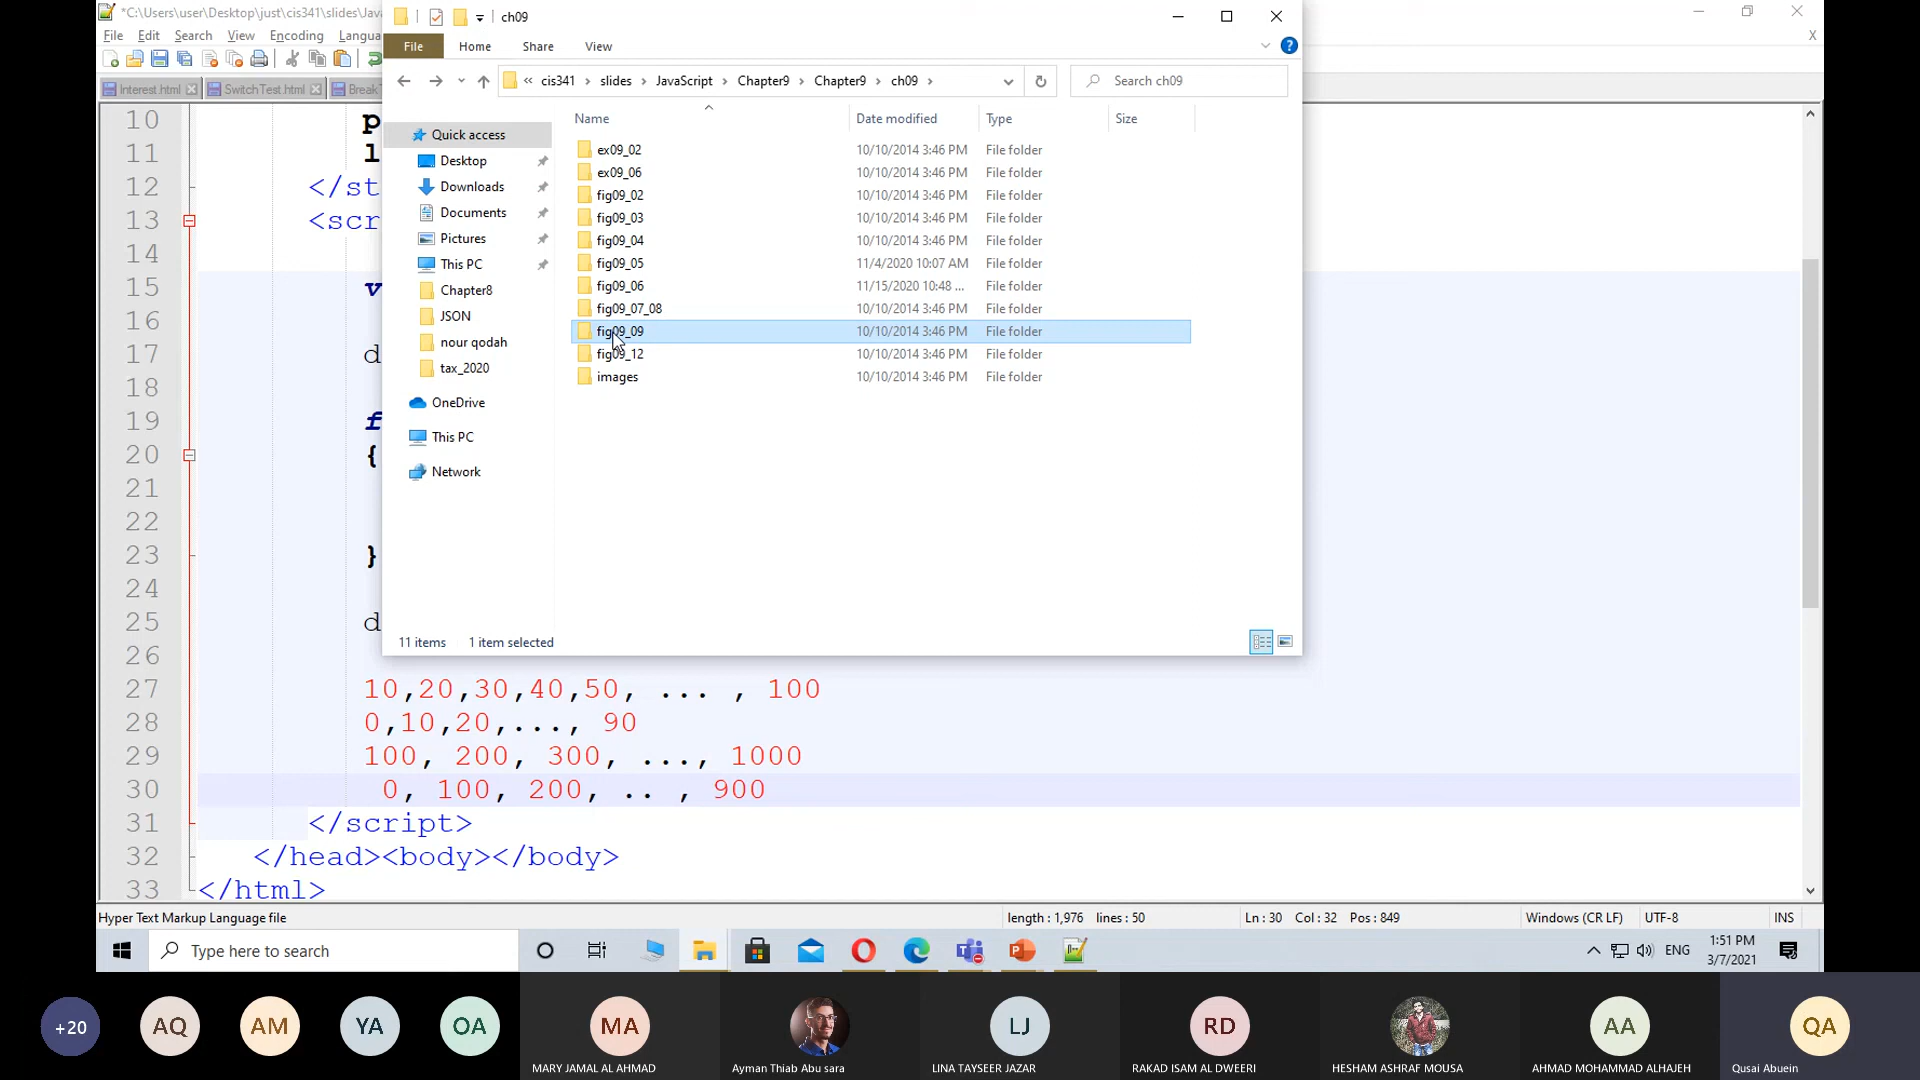 *C:\Users\user\Desktop\just\cis341\slides\Jav
ch09
File Edit Search View Encoding Langua
File Home Share View
X
« cis341 › slides › JavaScript › Chapter9 › Chapter9 › ch09 ›
Search ch09
Interest.html SwitchTest.html Break
Name Date modified Type Size
Quick access
Desktop
Downloads
Documents
Pictures
This PC
Chapter8
JSON
nour qodah
tax_2020
OneDrive
This PC
Network
ex09_02 10/10/2014 3:46 PM File folder
ex09_06 10/10/2014 3:46 PM File folder
fig09_02 10/10/2014 3:46 PM File folder
fig09_03 10/10/2014 3:46 PM File folder
fig09_04 10/10/2014 3:46 PM File folder
fig09_05 11/4/2020 10:07 AM File folder
fig09_06 11/15/2020 10:48 ... File folder
fig09_07_08 10/10/2014 3:46 PM File folder
fig09_09 10/10/2014 3:46 PM File folder
fig09_12 10/10/2014 3:46 PM File folder
images 10/10/2014 3:46 PM File folder
11 items 1 item selected
10 p
11 l
12 </st
13 <scr
14
15 v
16
17 d
18
19 f
20 {
21
22
23 }
24
25 d
26
27 10,20,30,40,50, ... , 100
28 0,10,20,..., 90
29 100, 200, 300, ..., 1000
30 0, 100, 200, .. , 900
31 </script>
32 </head><body></body>
33 </html>
Hyper Text Markup Language file length : 1,976 lines : 50 Ln : 30 Col : 32 Pos : 849 Windows (CR LF) UTF-8 INS
Type here to search
ENG
1:51 PM
3/7/2021
+20 AQ AM YA OA MA LJ RD AA QA
MARY JAMAL AL AHMAD
Ayman Thiab Abu sara
LINA TAYSEER JAZAR
RAKAD ISAM AL DWEERI
HESHAM ASHRAF MOUSA
AHMAD MOHAMMAD ALHAJEH
Qusai Abuein